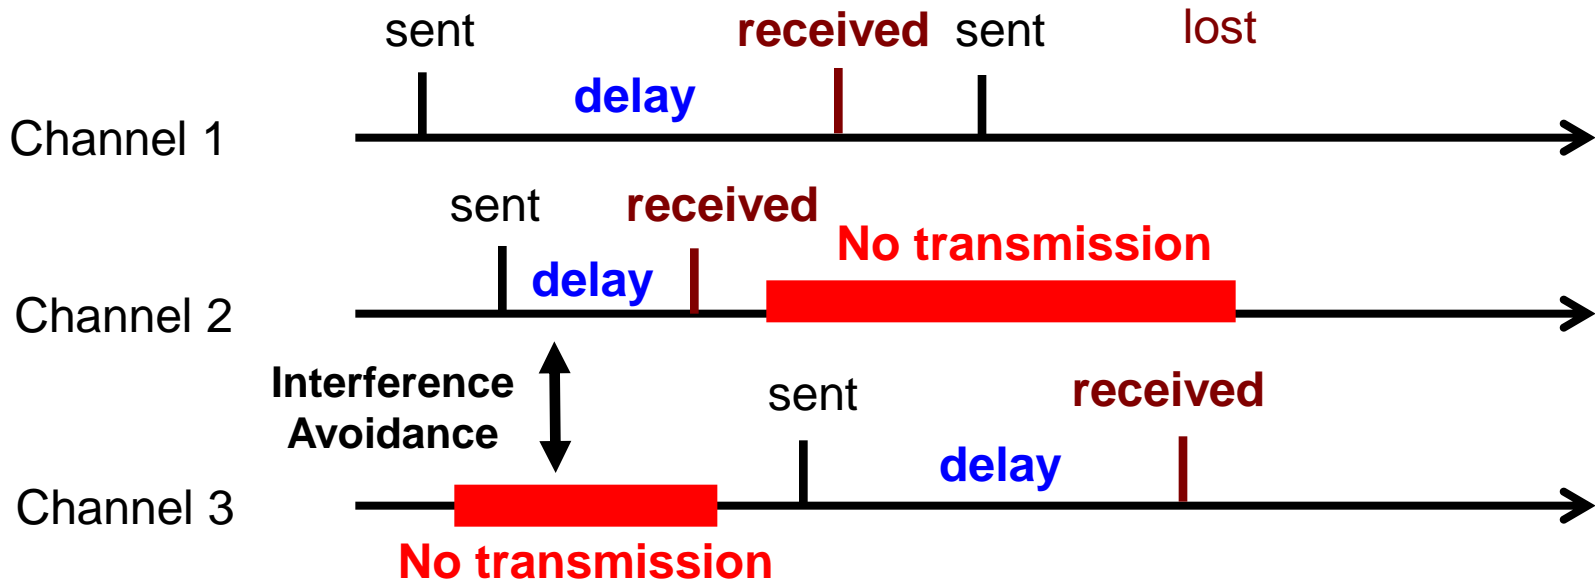 sent received sent lost
delay
Channel 1
sent received
No transmission
delay
Channel 2
Interference
Avoidance
sent received
delay
Channel 3
No transmission